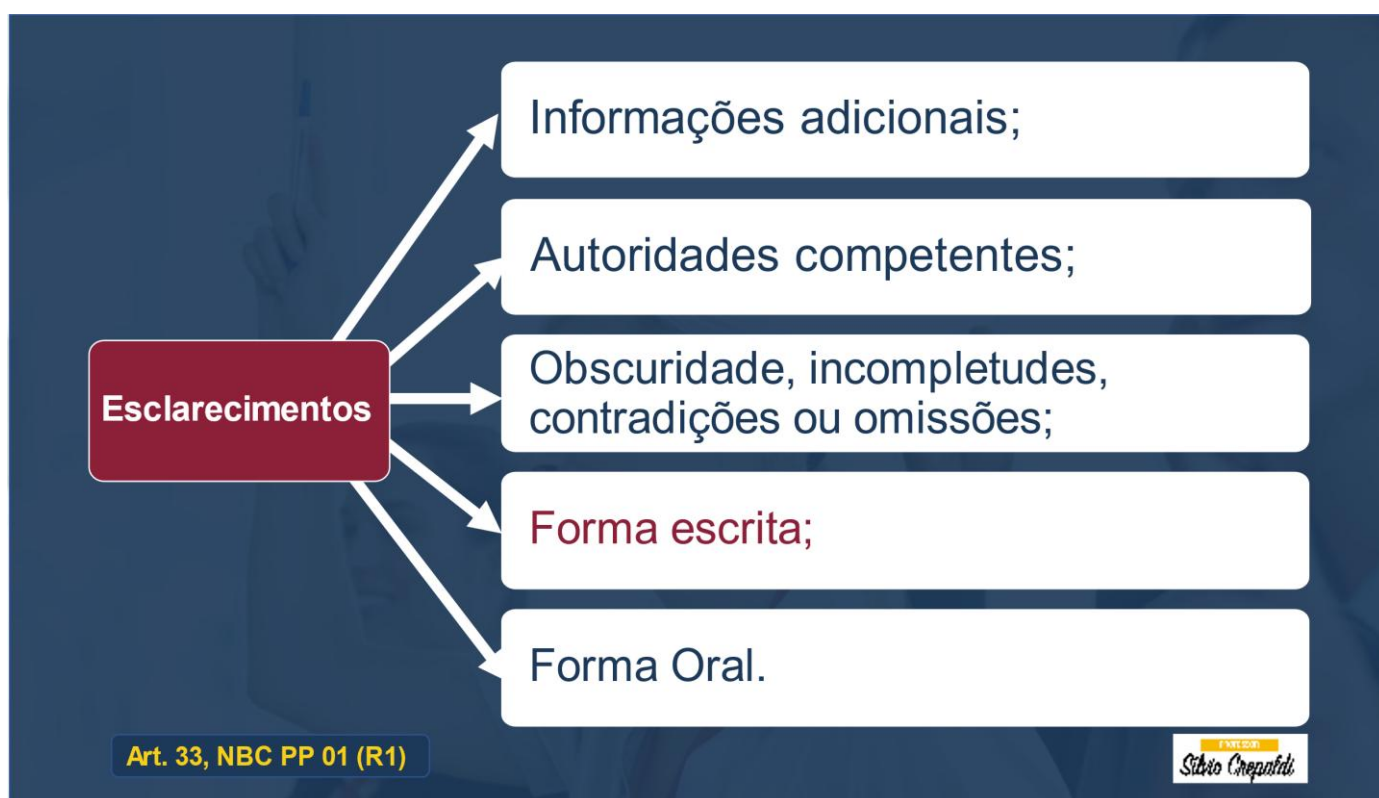 Informações adicionais;
Autoridades competentes;
Esclarecimentos
Obscuridade, incompletudes,
contradições ou omissões;
Forma escrita;
Forma Oral.
Art. 33, NBC PP 01 (R1)
Silvio Crepaldi